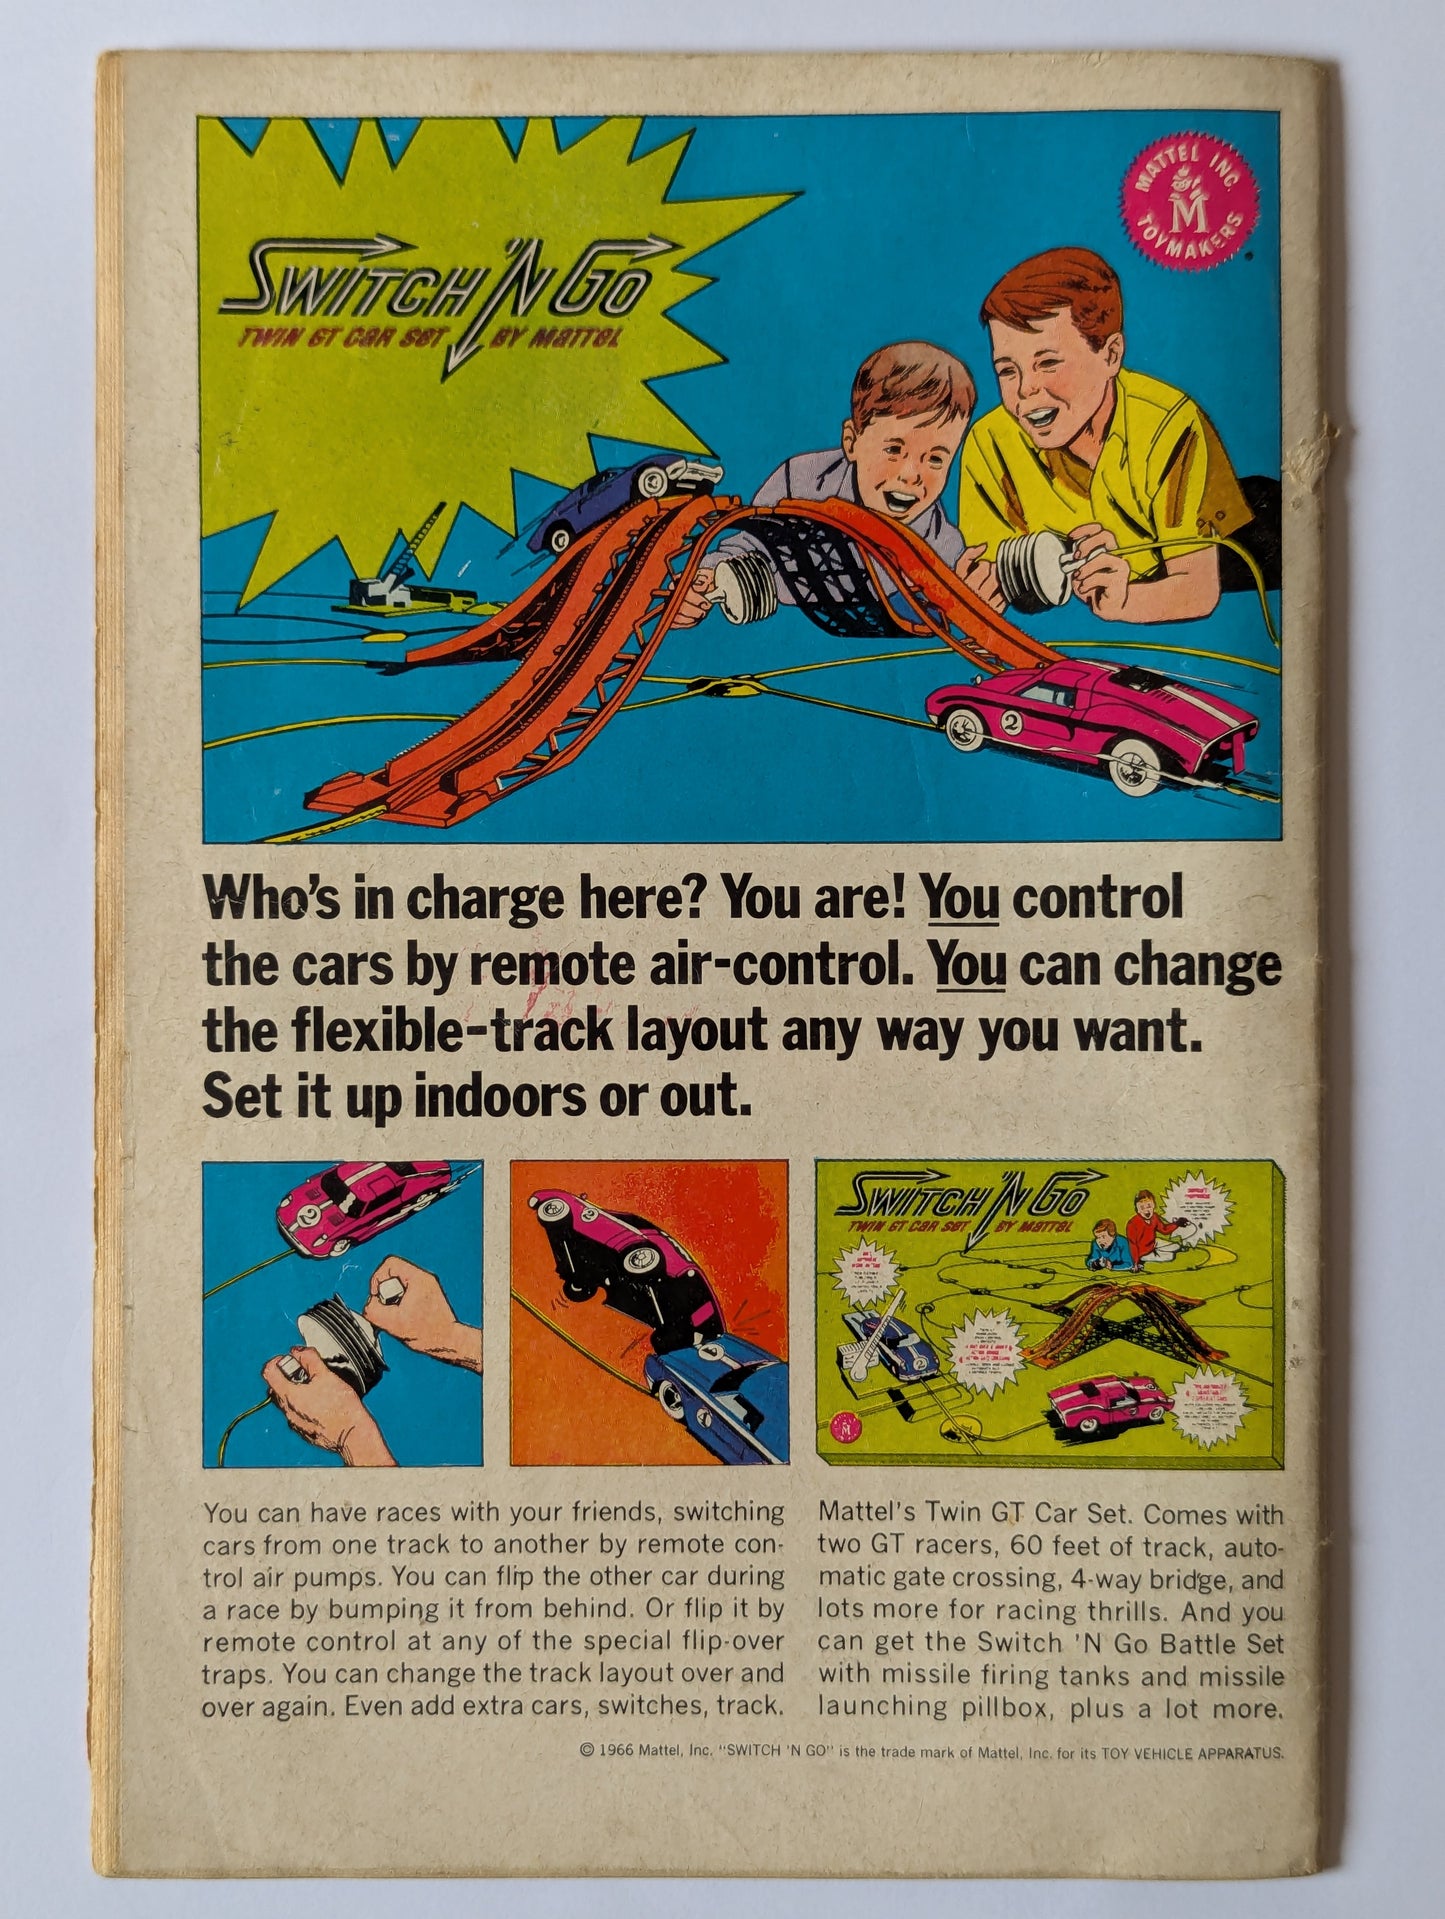 SWITCH 'N GO
TWIN GT CAR SET BY MATTEL
MATTEL INC.
M
TOYMAKERS
2
Who's in charge here? You are! You control
the cars by remote air-control. You can change
the flexible-track layout any way you want.
Set it up indoors or out.
2
2
SWITCH 'N GO
TWIN GT CAR SET BY MATTEL
2
M
You can have races with your friends, switching
cars from one track to another by remote con-
trol air pumps. You can flip the other car during
a race by bumping it from behind. Or flip it by
remote control at any of the special flip-over
traps. You can change the track layout over and
over again. Even add extra cars, switches, track.
Mattel's Twin GT Car Set. Comes with
two GT racers, 60 feet of track, auto-
matic gate crossing, 4-way bridge, and
lots more for racing thrills. And you
can get the Switch 'N Go Battle Set
with missile firing tanks and missile
launching pillbox, plus a lot more.
© 1966 Mattel, Inc. "SWITCH 'N GO" is the trade mark of Mattel, Inc. for its TOY VEHICLE APPARATUS.